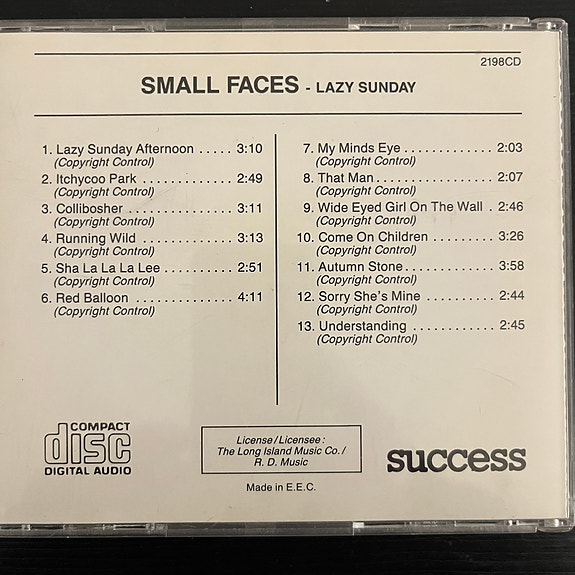 2198CD
SMALL FACES - LAZY SUNDAY
1. Lazy Sunday Afternoon ..... 3:10
(Copyright Control)
2. Itchycoo Park ............. 2:49
(Copyright Control)
3. Collibosher ............... 3:11
(Copyright Control)
4. Running Wild ............ 3:13
(Copyright Control)
5. Sha La La La Lee .......... 2:51
(Copyright Control)
6. Red Balloon .............. 4:11
(Copyright Control)
7. My Minds Eye ............ 2:03
(Copyright Control)
8. That Man ................ 2:07
(Copyright Control)
9. Wide Eyed Girl On The Wall . 2:46
(Copyright Control)
10. Come On Children ........ 3:26
(Copyright Control)
11. Autumn Stone ............ 3:58
(Copyright Control)
12. Sorry She's Mine ......... 2:44
(Copyright Control)
13. Understanding ........... 2:45
(Copyright Control)
COMPACT
disc
DIGITAL AUDIO
License/Licensee:
The Long Island Music Co./
R. D. Music
Made in E.E.C.
success